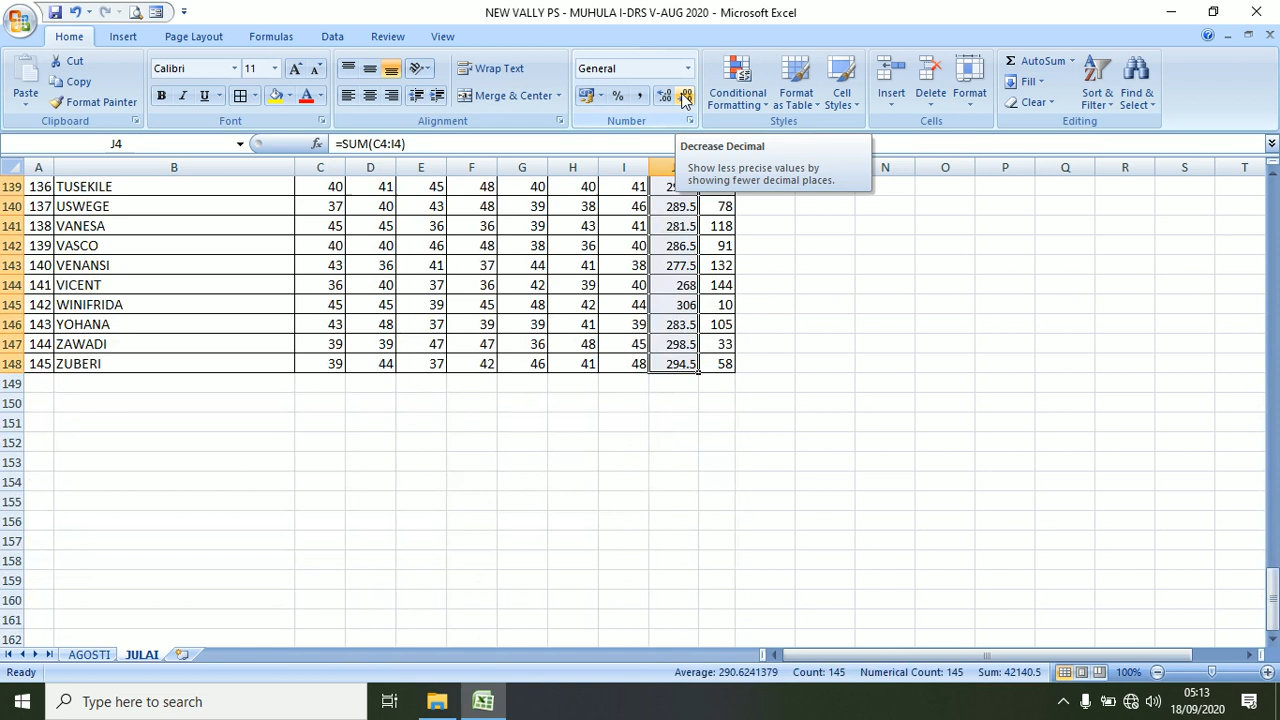 NEW VALLY PS - MUHULA I-DRS V-AUG 2020 - Microsoft Excel
Home Insert Page Layout Formulas Data Review View
Paste Cut Calibri 11 Wrap Text General Conditional Formatting Format as Table Cell Styles Insert Delete Format AutoSum Sort & Filter Find & Select
Copy Fill
Format Painter B I U A Merge & Center % , Clear
Clipboard Font Alignment Number Styles Cells Editing
J4 fx =SUM(C4:I4)
Decrease Decimal
Show less precise values by
showing fewer decimal places.
A B C D E F G H I K L M N O P Q R S T
139 136 TUSEKILE 40 41 45 48 40 40 41
140 137 USWEGE 37 40 43 48 39 38 46 289.5 78
141 138 VANESA 45 45 36 36 39 43 41 281.5 118
142 139 VASCO 40 40 46 48 38 36 40 286.5 91
143 140 VENANSI 43 36 41 37 44 41 38 277.5 132
144 141 VICENT 36 40 37 36 42 39 40 268 144
145 142 WINIFRIDA 45 45 39 45 48 42 44 306 10
146 143 YOHANA 43 48 37 39 39 41 39 283.5 105
147 144 ZAWADI 39 39 47 47 36 48 45 298.5 33
148 145 ZUBERI 39 44 37 42 46 41 48 294.5 58
149
150
151
152
153
154
155
156
157
158
159
160
161
162
AGOSTI JULAI
Ready Average: 290.6241379 Count: 145 Numerical Count: 145 Sum: 42140.5 100%
Type here to search
05:13
18/09/2020